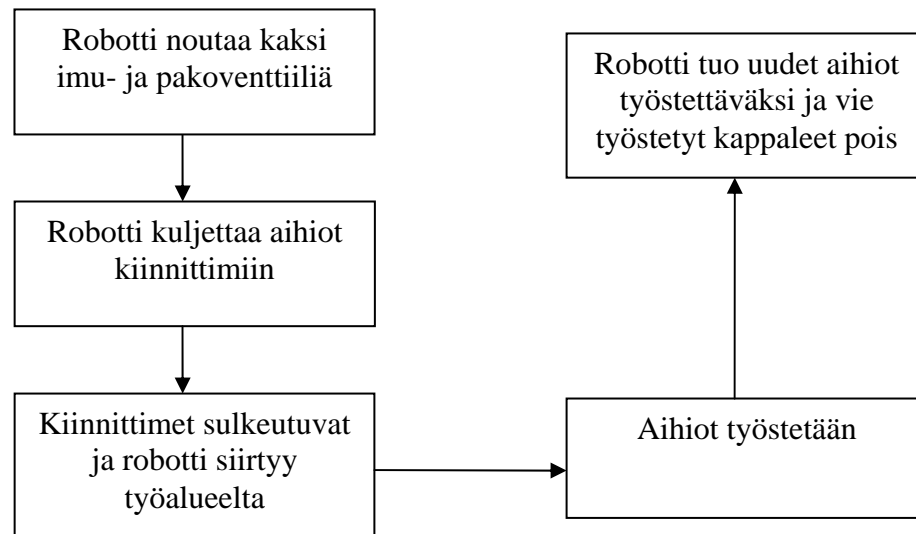 Robotti noutaa kaksi
imu- ja pakoventtiiliä
Robotti kuljettaa aihiot
kiinnittimiin
Kiinnittimet sulkeutuvat
ja robotti siirtyy
työalueelta
Aihiot työstetään
Robotti tuo uudet aihiot
työstettäväksi ja vie
työstetyt kappaleet pois